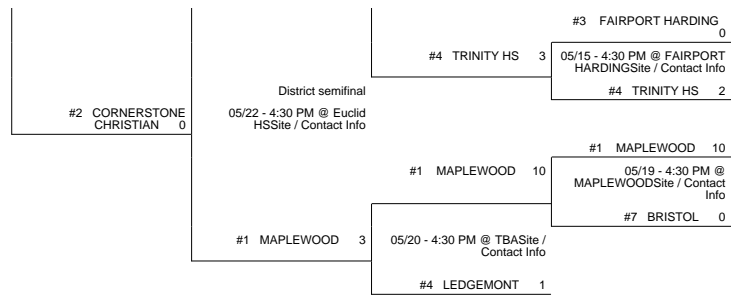 #3 FAIRPORT HARDING
0
#4 TRINITY HS 3
05/15 - 4:30 PM @ FAIRPORT
HARDINGSite / Contact Info
District semifinal
#4 TRINITY HS 2
#2 CORNERSTONE
CHRISTIAN 0
05/22 - 4:30 PM @ Euclid
HSSite / Contact Info
#1 MAPLEWOOD 10
#1 MAPLEWOOD 10
05/19 - 4:30 PM @
MAPLEWOODSite / Contact
Info
#7 BRISTOL 0
#1 MAPLEWOOD 3
05/20 - 4:30 PM @ TBASite /
Contact Info
#4 LEDGEMONT 1